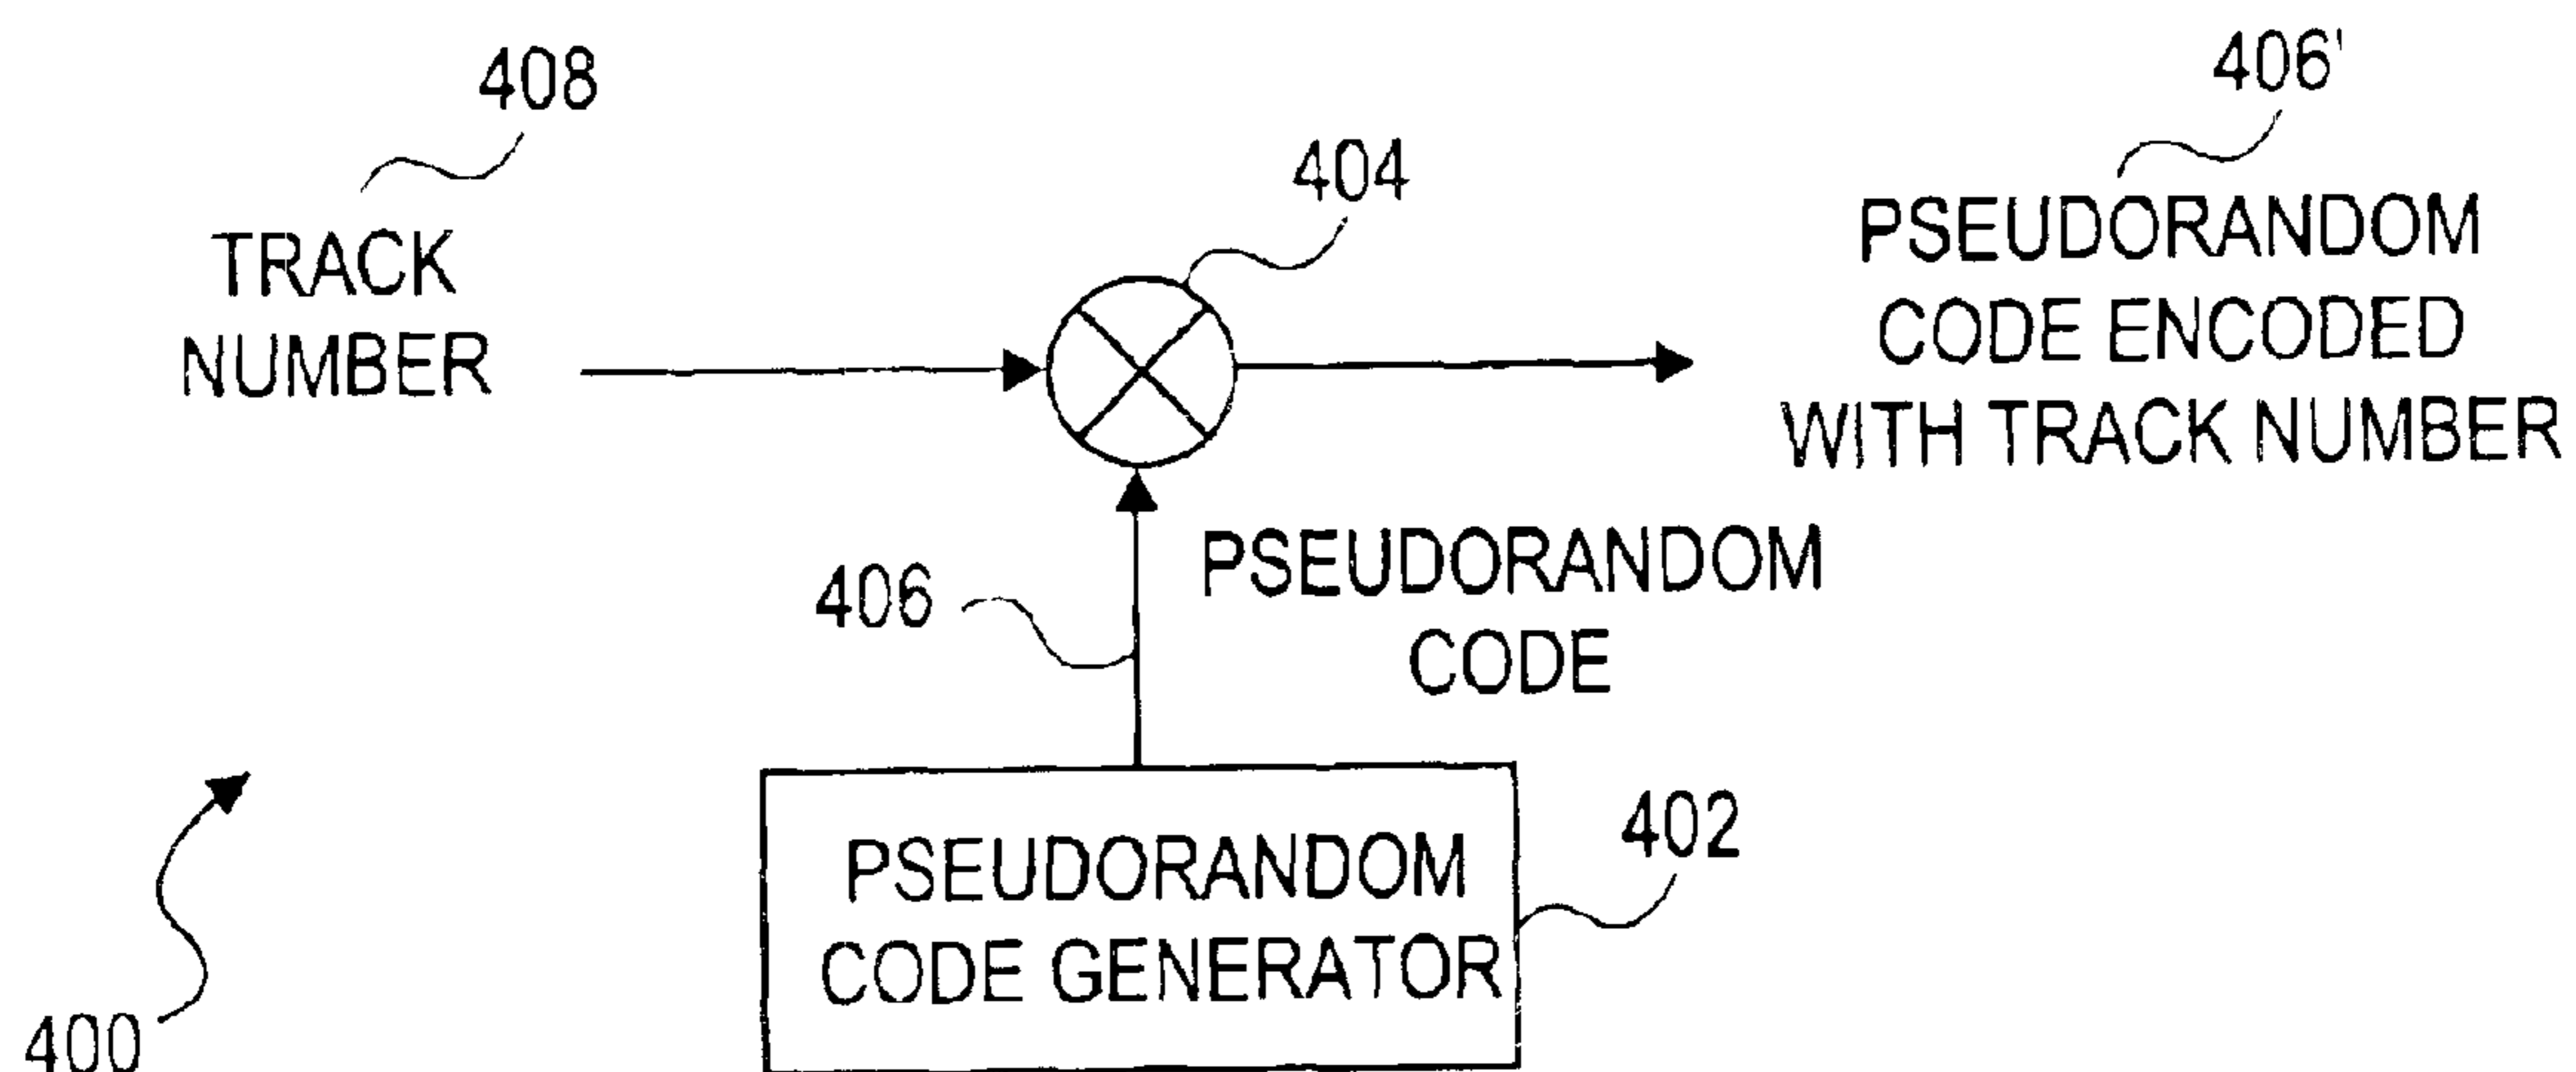 408
TRACK
NUMBER
404
406'
PSEUDORANDOM
CODE ENCODED
WITH TRACK NUMBER
406
PSEUDORANDOM
CODE
402
PSEUDORANDOM
CODE GENERATOR
400